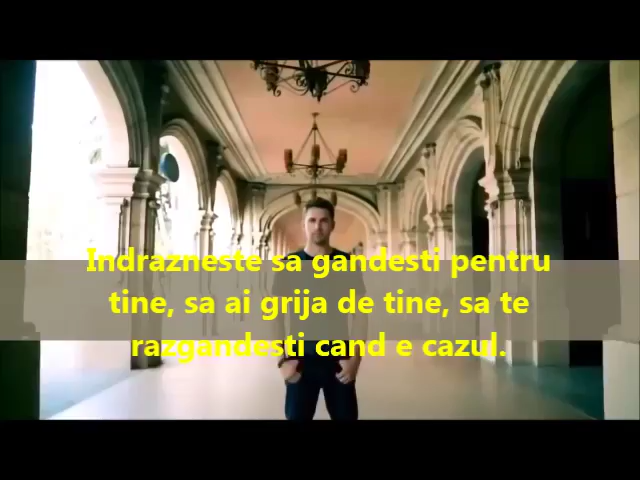 Indrazneste sa gandesti pentru
tine, sa ai grija de tine, sa te
razgandesti cand e cazul.